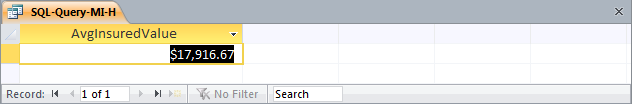 SQL-Query-MI-H
AvgInsuredValue
$17,916.67
Record: 1 of 1 No Filter Search